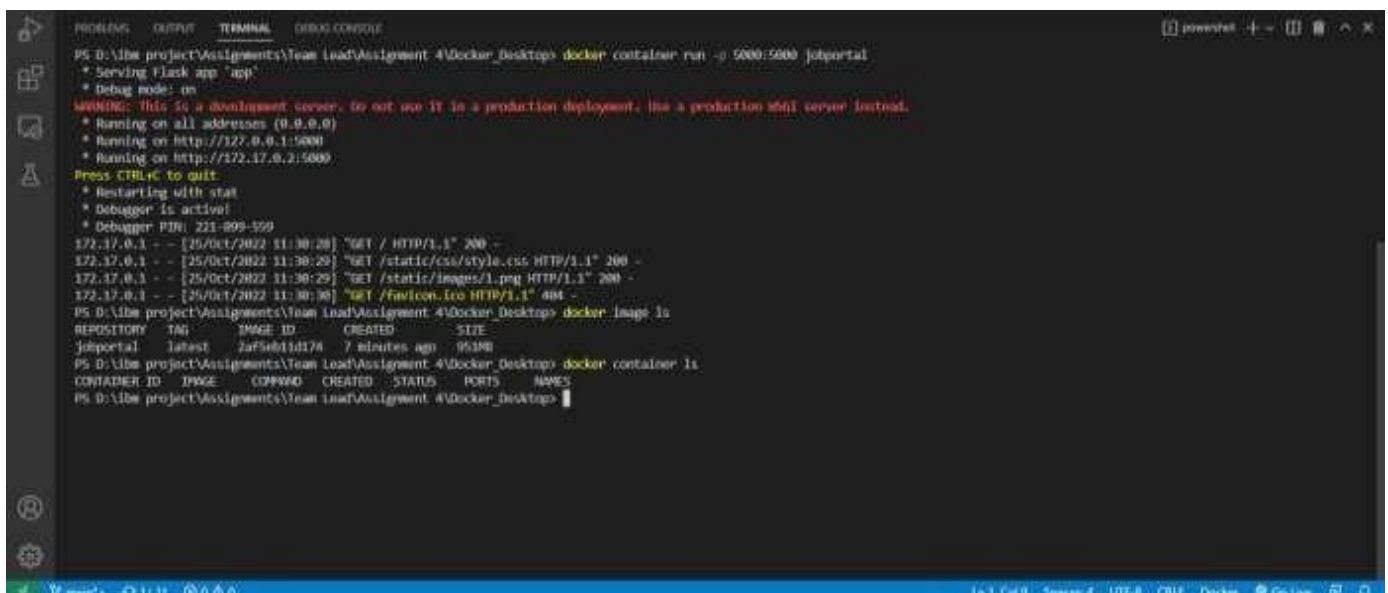 PROBLEMS OUTPUT TERMINAL DEBUG CONSOLE
powershell
PS D:\ibm project\Assignments\Team Lead\Assignment 4\Docker_Desktop> docker container run -p 5000:5000 jobportal
* Serving Flask app 'app'
* Debug mode: on
WARNING: This is a development server. Do not use it in a production deployment. Use a production WSGI server instead.
* Running on all addresses (0.0.0.0)
* Running on http://127.0.0.1:5000
* Running on http://172.17.0.2:5000
Press CTRL+C to quit
* Restarting with stat
* Debugger is active!
* Debugger PIN: 221-099-559
172.17.0.1 - - [25/Oct/2022 11:30:28] "GET / HTTP/1.1" 200 -
172.17.0.1 - - [25/Oct/2022 11:30:29] "GET /static/css/style.css HTTP/1.1" 200 -
172.17.0.1 - - [25/Oct/2022 11:30:29] "GET /static/images/1.png HTTP/1.1" 200 -
172.17.0.1 - - [25/Oct/2022 11:30:30] "GET /favicon.ico HTTP/1.1" 404 -
PS D:\ibm project\Assignments\Team Lead\Assignment 4\Docker_Desktop> docker image ls
REPOSITORY TAG IMAGE ID CREATED SIZE
jobportal latest 2af5eb11d174 7 minutes ago 951MB
PS D:\ibm project\Assignments\Team Lead\Assignment 4\Docker_Desktop> docker container ls
CONTAINER ID IMAGE COMMAND CREATED STATUS PORTS NAMES
PS D:\ibm project\Assignments\Team Lead\Assignment 4\Docker_Desktop>